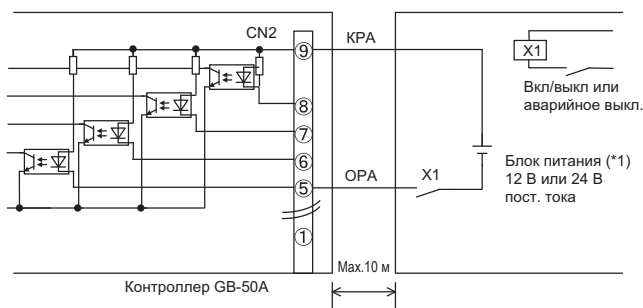 CN2
КРА
⑨
X1
Вкл/выкл или
аварийное выкл.
⑧
⑦
⑥
⑤
ОРА
X1
Блок питания (*1)
12 В или 24 В
пост. тока
①
Контроллер GB-50A
Max.10 м